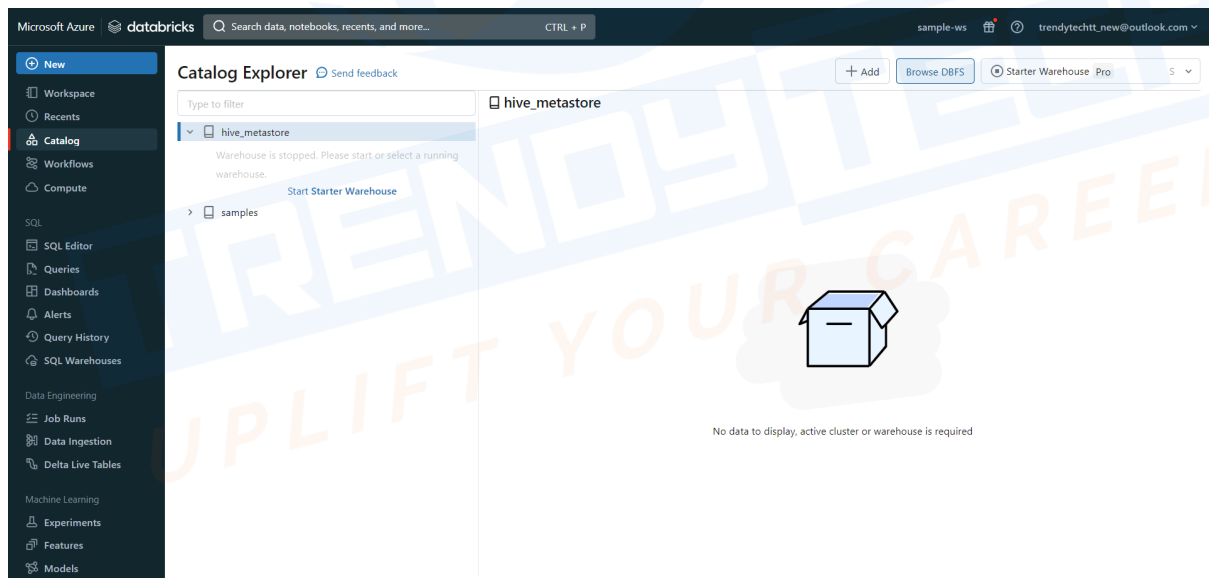 Microsoft Azure databricks Search data, notebooks, recents, and more... CTRL + P sample-ws trendytechtt_new@outlook.com
New
Workspace
Recents
Catalog
Workflows
Compute
SQL
SQL Editor
Queries
Dashboards
Alerts
Query History
SQL Warehouses
Data Engineering
Job Runs
Data Ingestion
Delta Live Tables
Machine Learning
Experiments
Features
Models
Catalog Explorer Send feedback
+ Add Browse DBFS Starter Warehouse Pro S
Type to filter
hive_metastore
Warehouse is stopped. Please start or select a running
warehouse.
Start Starter Warehouse
samples
hive_metastore
No data to display, active cluster or warehouse is required
TRENDYTECH
UPLIFT YOUR CAREER